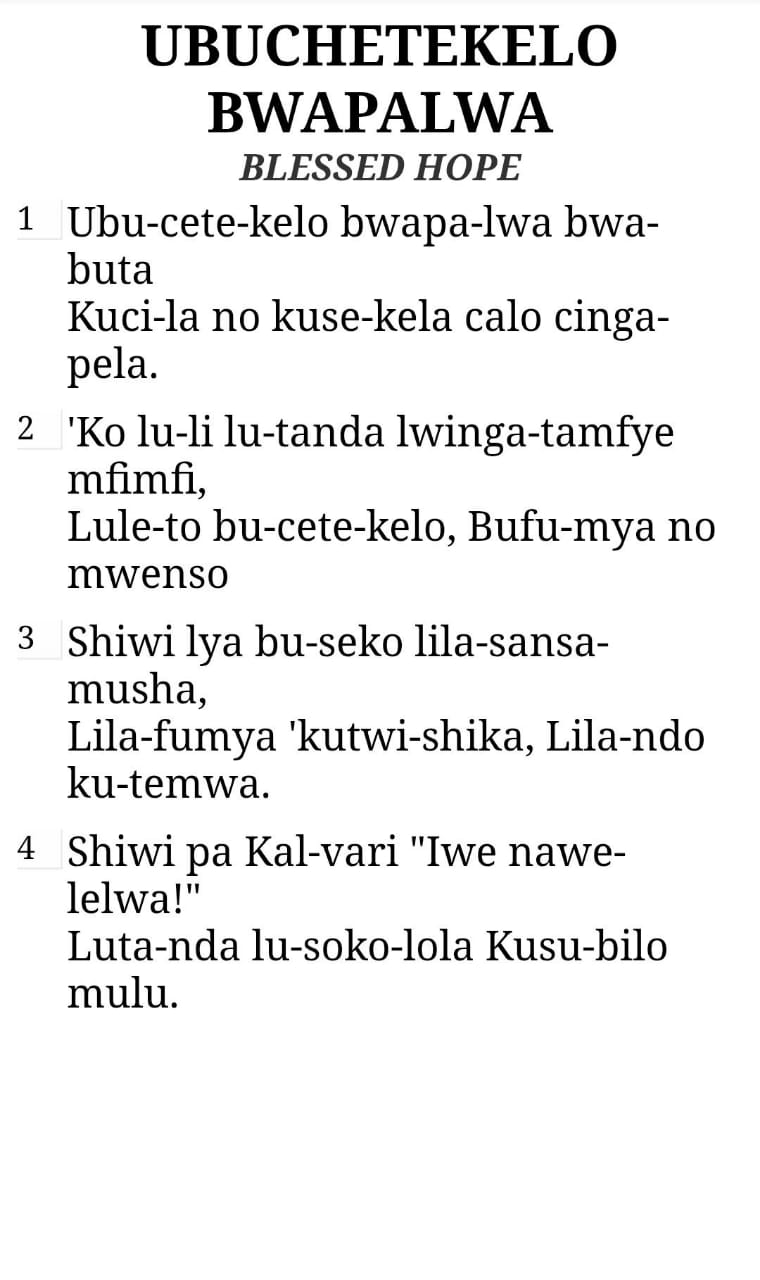 UBUCHETEKELO
BWAPALWA
BLESSED HOPE
1 Ubu-cete-kelo bwapa-lwa bwa-
buta
Kuci-la no kuse-kela calo cinga-
pela.
2 'Ko lu-li lu-tanda lwinga-tamfye
mfimfi,
Lule-to bu-cete-kelo, Bufu-mya no
mwenso
3 Shiwi lya bu-seko lila-sansa-
musha,
Lila-fumya 'kutwi-shika, Lila-ndo
ku-temwa.
4 Shiwi pa Kal-vari "Iwe nawe-
lelwa!"
Luta-nda lu-soko-lola Kusu-bilo
mulu.